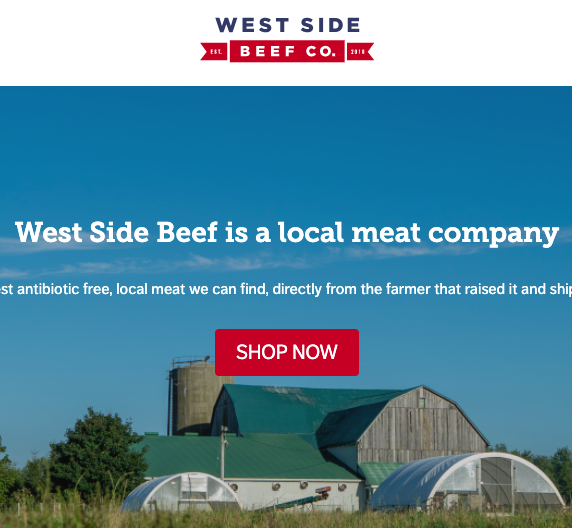 WEST SIDE
EST. BEEF CO. 2010
West Side Beef is a local meat company
st antibiotic free, local meat we can find, directly from the farmer that raised it and ship
SHOP NOW